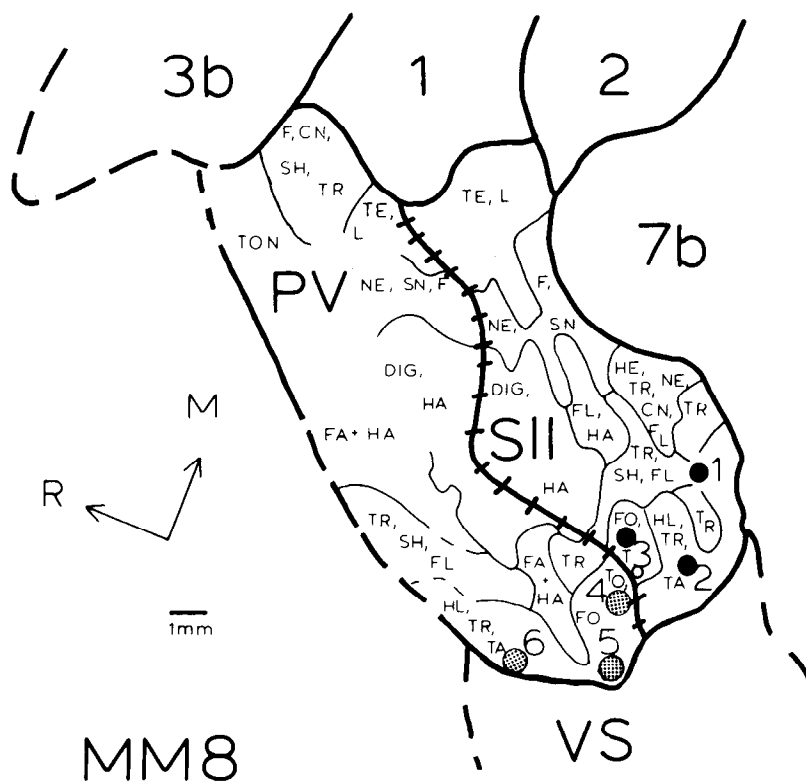 3b
1
2
F, CN,
SH,
TR
TE,
L
TE, L
TON
PV
NE, SN, F
F,
NE,
SN
7b
DIG,
HA
DIG,
FL,
HA
HE,
TR,
CN,
FL
NE,
TR
M
R
FA + HA
SII
TR,
SH, FL
1
HA
FO,
T
3
HL,
TR,
TR
TR,
SH,
FL
FA
+
HA
TR
TO,
4
TA
2
FO
HL,
TR,
TA
6
5
1mm
MM8
VS